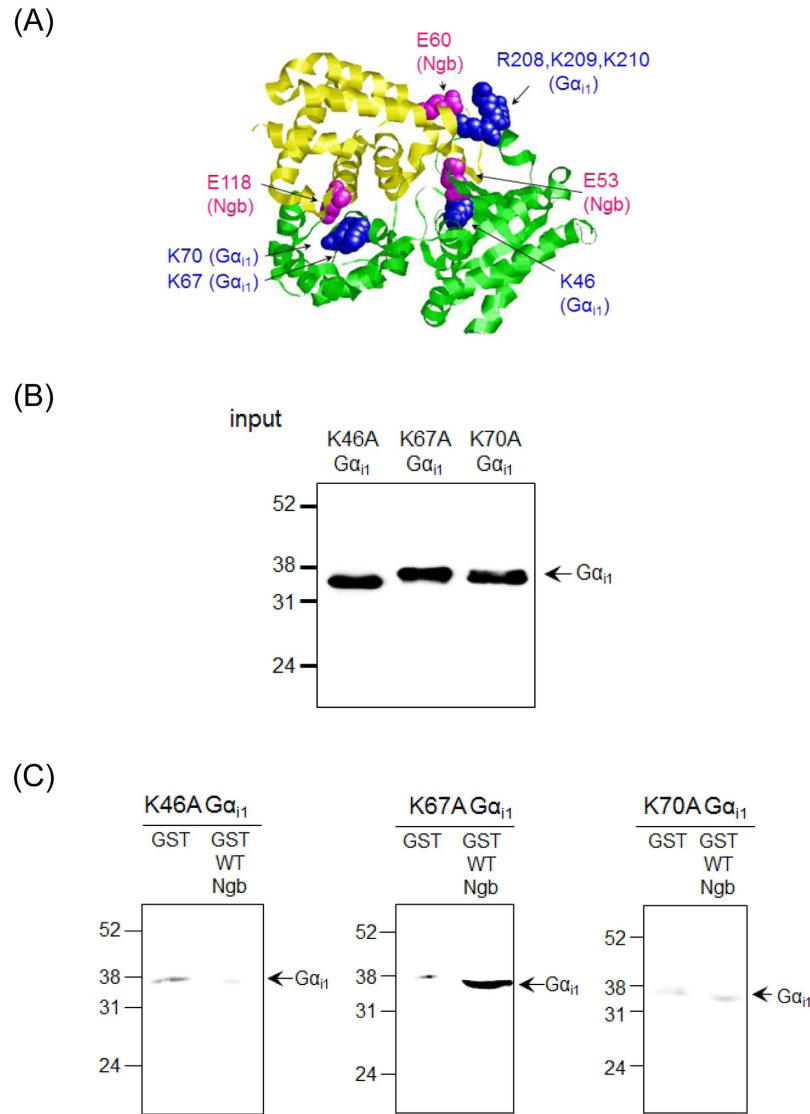 (A)
E60
(Ngb)
R208,K209,K210
(Gαi1)
E118
(Ngb)
E53
(Ngb)
K70 (Gαi1)
K67 (Gαi1)
K46
(Gαi1)
(B)
input
K46A K67A K70A
Gαi1 Gαi1 Gαi1
52
38
31
24
Gαi1
(C)
K46A Gαi1
GST GST
WT
Ngb
52
38
31
24
Gαi1
K67A Gαi1
GST GST
WT
Ngb
52
38
31
24
Gαi1
K70A Gαi1
GST GST
WT
Ngb
52
38
31
24
Gαi1